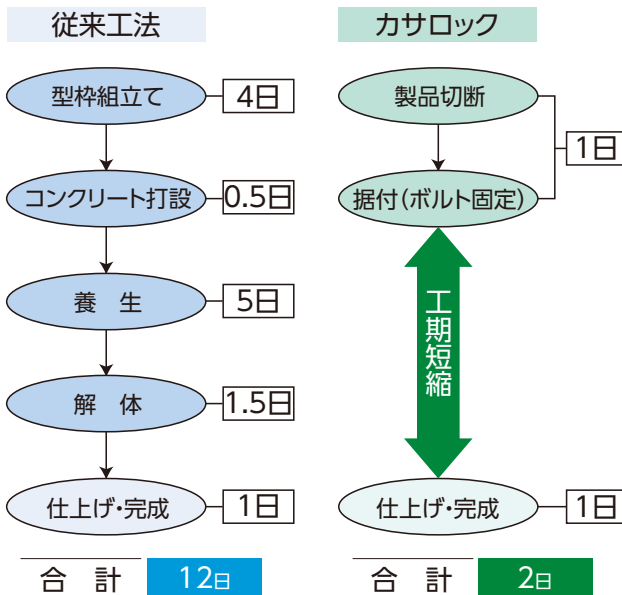 従来工法
型枠組立て
4日
コンクリート打設
0.5日
養 生
5日
解 体
1.5日
仕上げ・完成
1日
合 計
12日
カサロック
製品切断
据付(ボルト固定)
1日
工期短縮
仕上げ・完成
1日
合 計
2日